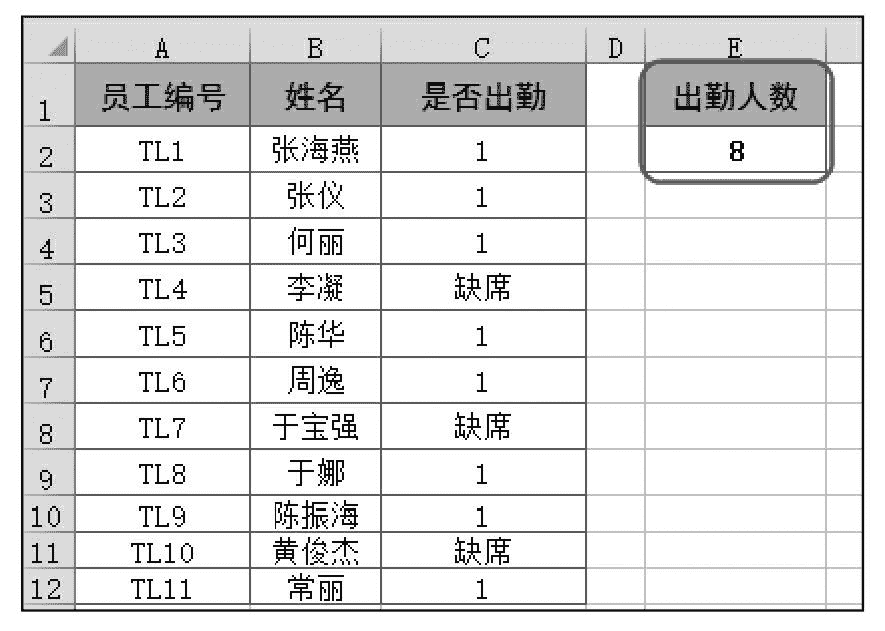 A B C D E
1 员工编号 姓名 是否出勤 出勤人数
2 TL1 张海燕 1 8
3 TL2 张仪 1
4 TL3 何丽 1
5 TL4 李凝 缺席
6 TL5 陈华 1
7 TL6 周逸 1
8 TL7 于宝强 缺席
9 TL8 于娜 1
10 TL9 陈振海 1
11 TL10 黄俊杰 缺席
12 TL11 常丽 1